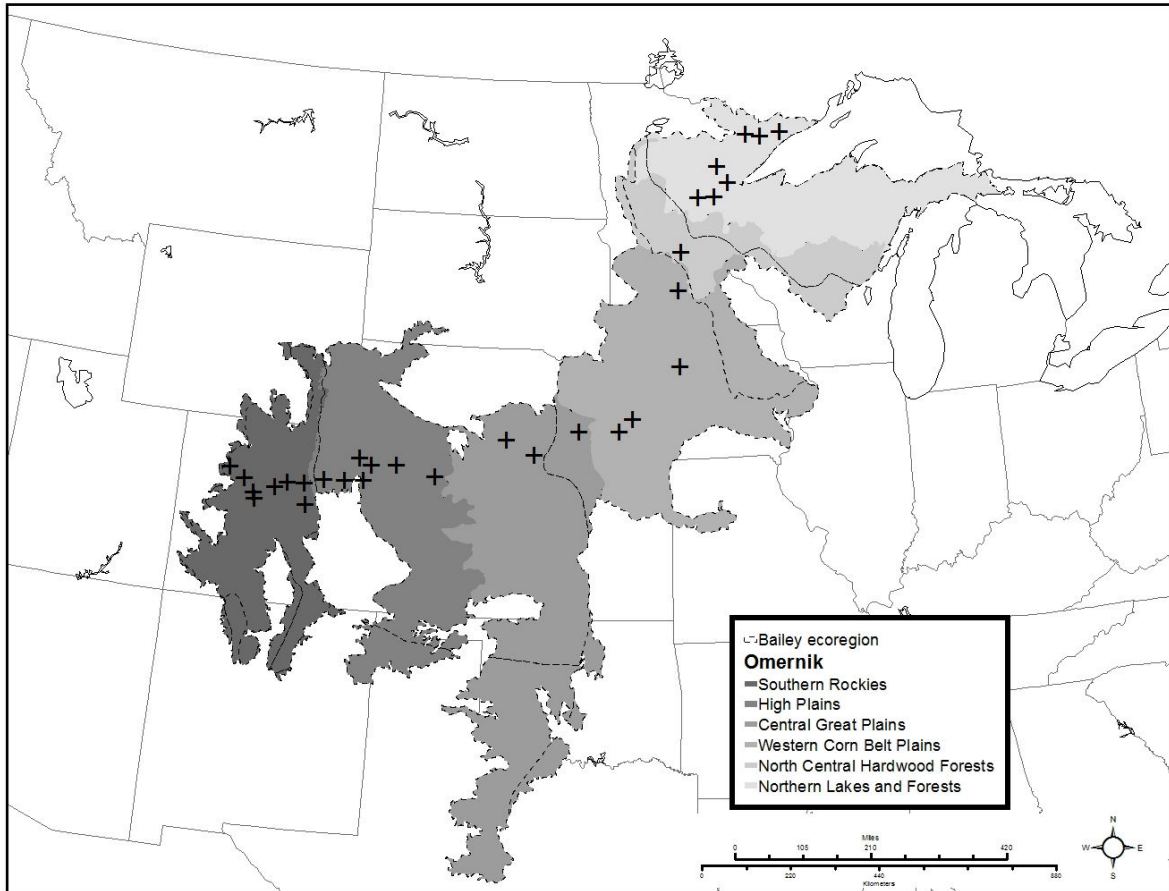 Bailey ecoregion
Omernik
Southern Rockies
High Plains
Central Great Plains
Western Corn Belt Plains
North Central Hardwood Forests
Northern Lakes and Forests
Miles
0 105 210 420
0 220 440 880
Kilometers
N
W E
S